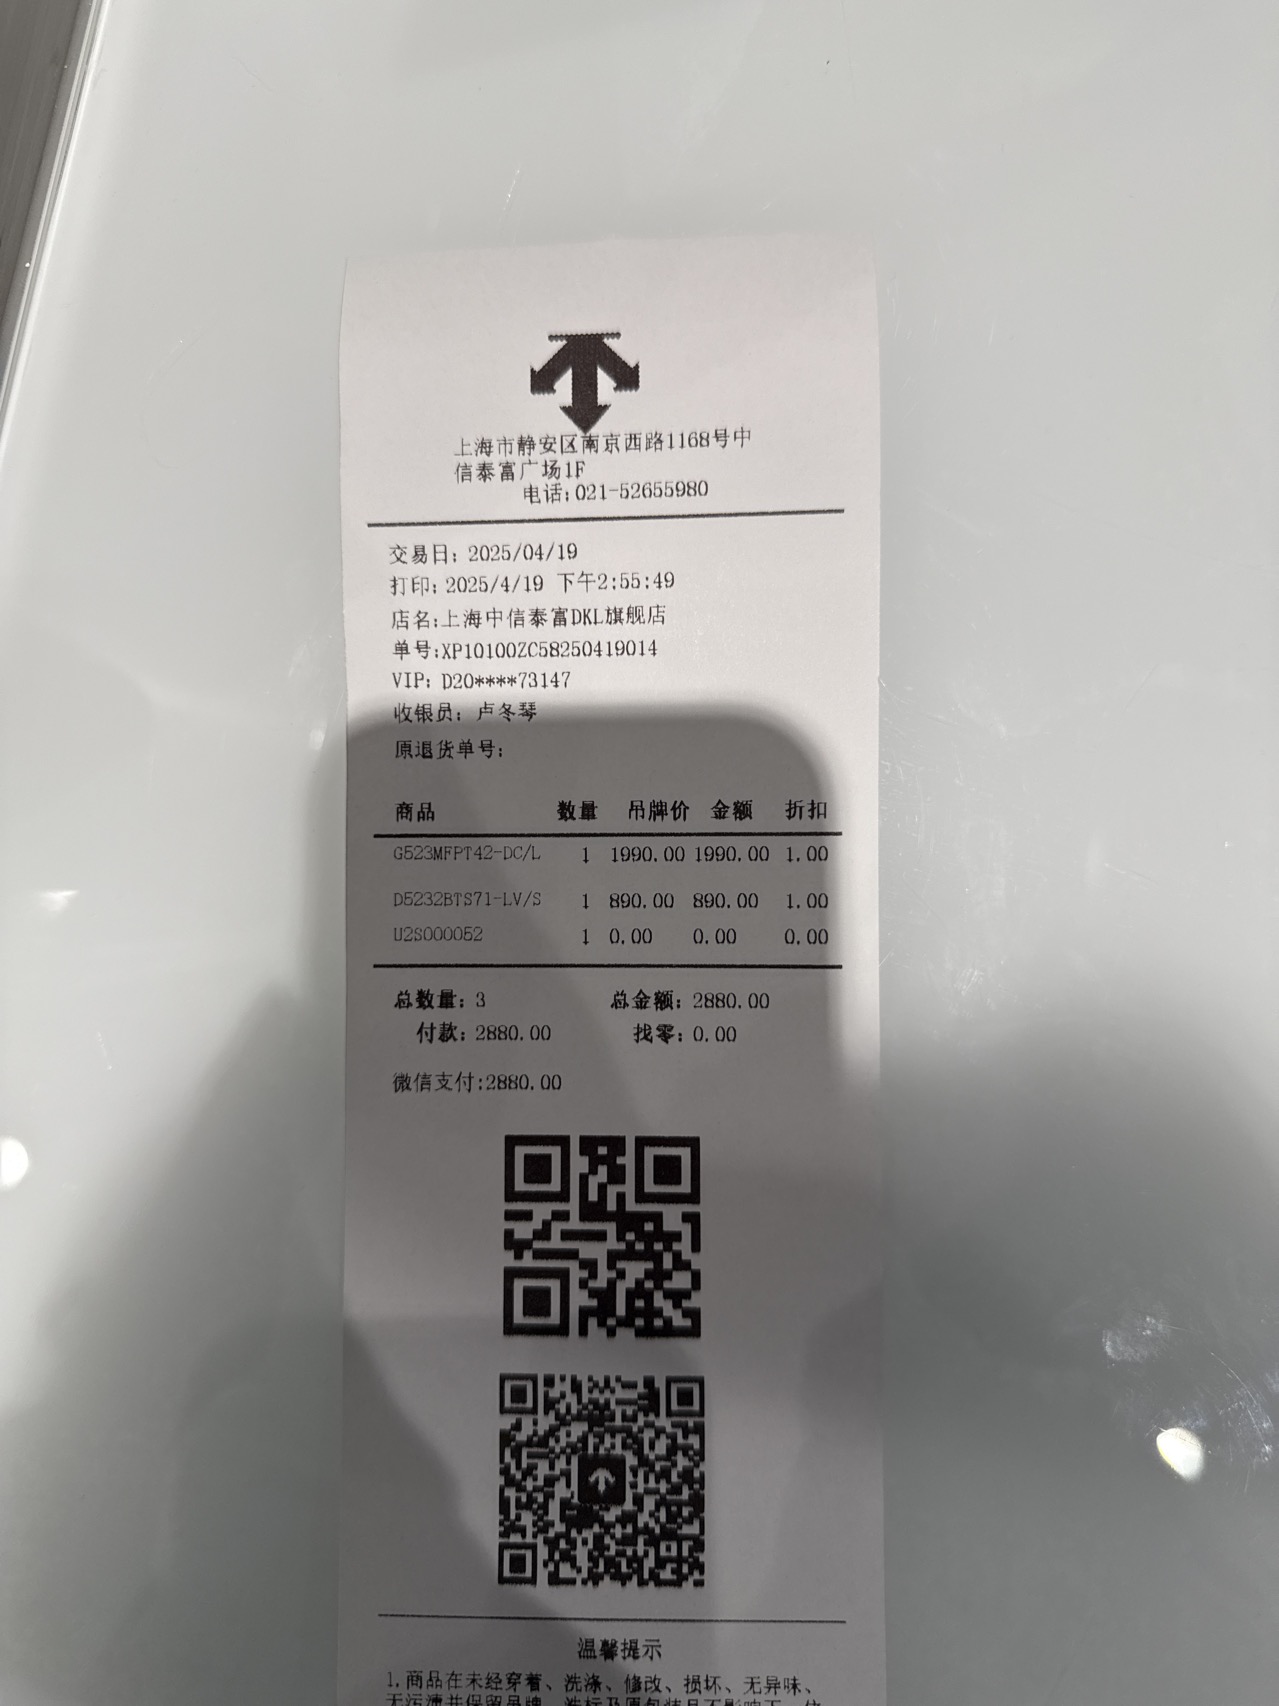 上海市静安区南京西路1168号中
信泰富广场1F
电话:021-52655980
交易日: 2025/04/19
打印: 2025/4/19 下午2:55:49
店名:上海中信泰富DKL旗舰店
单号:XP10100ZC58250419014
VIP: D20****73147
收银员: 卢冬琴
原退货单号:
商品 数量 吊牌价 金额 折扣
G523MFPT42-DC/L 1 1990.00 1990.00 1.00
D5232BTS71-LV/S 1 890.00 890.00 1.00
U2S000052 1 0.00 0.00 0.00
总数量: 3 总金额: 2880.00
付款: 2880.00 找零: 0.00
微信支付:2880.00
温馨提示
1.商品在未经穿着、洗涤、修改、损坏、无异味、